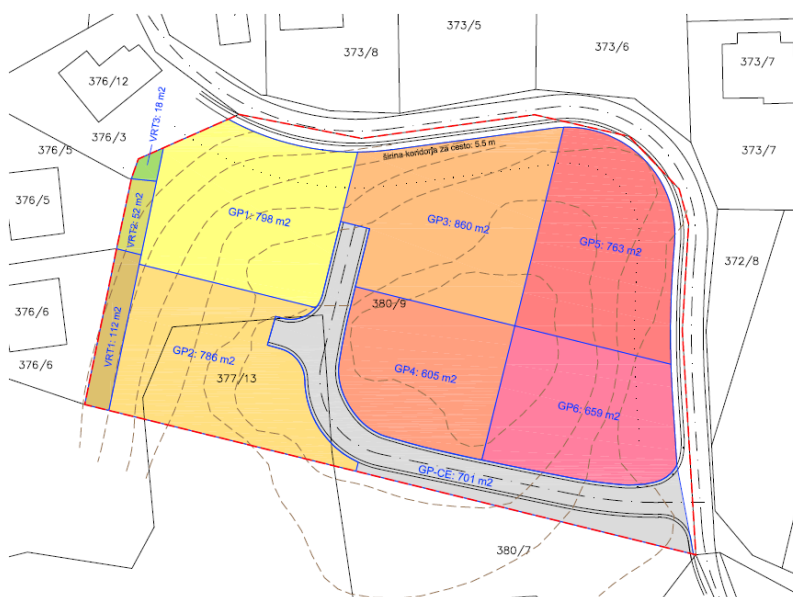 373/8
373/5
373/6
373/7
376/12
VRT3: 18 m2
376/3
376/5
373/7
širina koridorja za cesto: 5.5 m
376/5
VRT2: 52 m2
GP1: 798 m2
GP3: 860 m2
GP5: 763 m2
372/8
376/6
380/9
VRT1: 112 m2
GP2: 786 m2
376/6
377/13
GP4: 605 m2
GP6: 659 m2
GP-CE: 701 m2
380/7